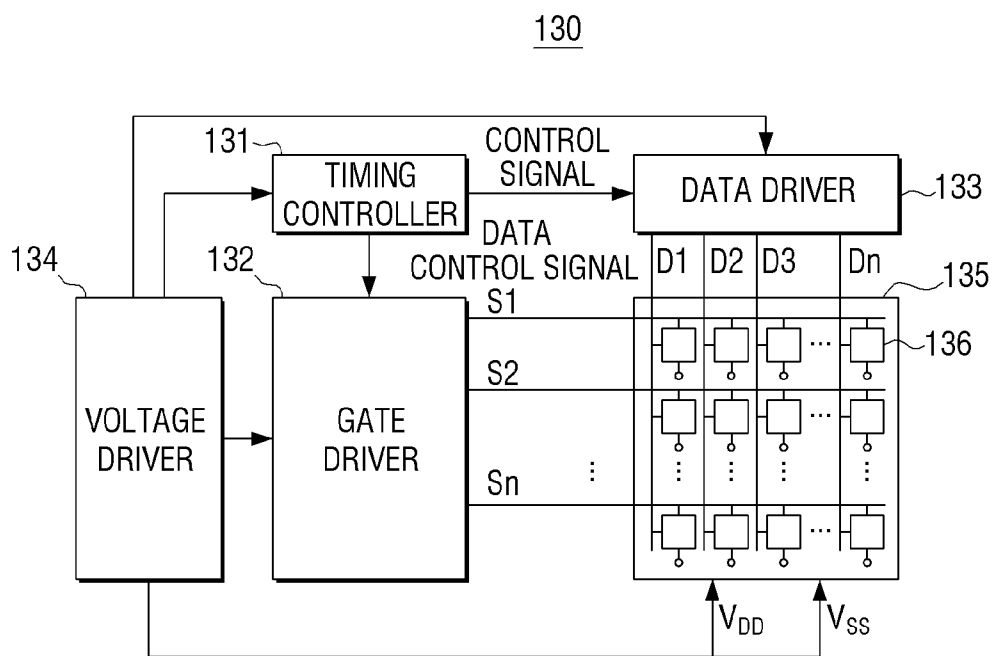 130
131
TIMING
CONTROLLER
CONTROL
SIGNAL
DATA DRIVER
133
DATA
CONTROL SIGNAL
D1
D2
D3
Dn
134
132
135
S1
136
S2
VOLTAGE
DRIVER
GATE
DRIVER
...
Sn
VDD
VSS